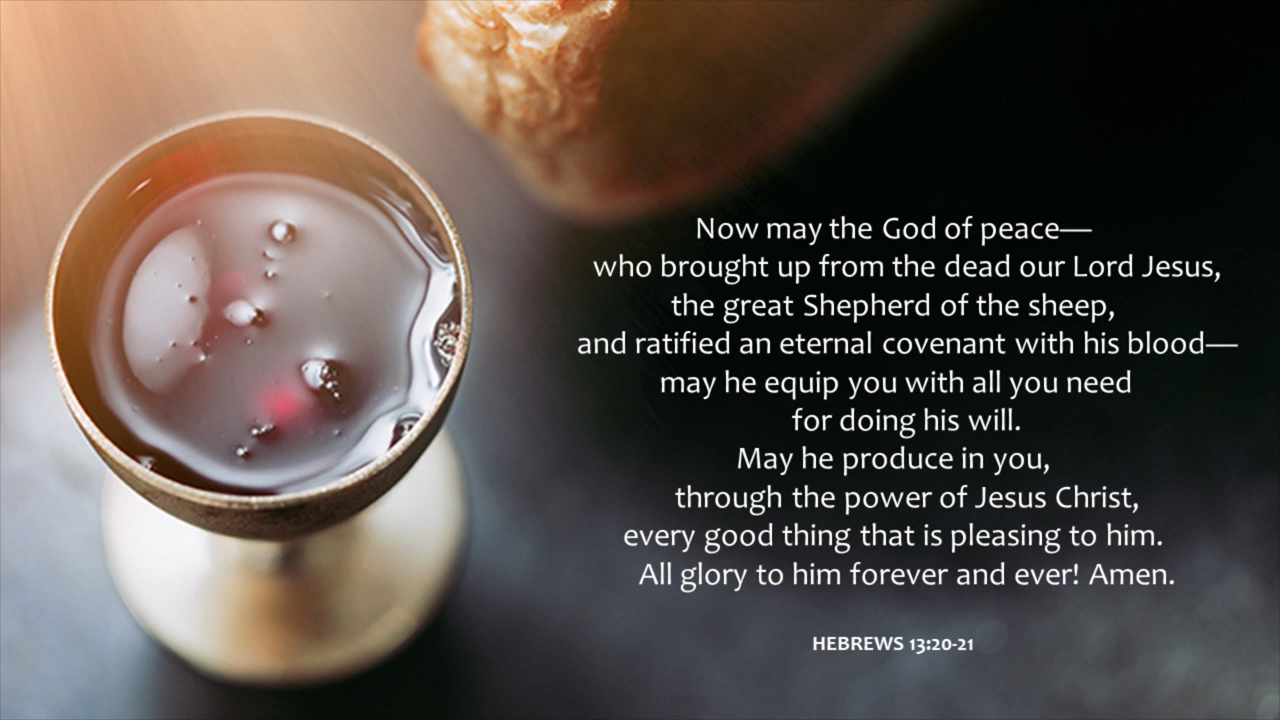 Now may the God of peace—
who brought up from the dead our Lord Jesus,
the great Shepherd of the sheep,
and ratified an eternal covenant with his blood—
may he equip you with all you need
for doing his will.
May he produce in you,
through the power of Jesus Christ,
every good thing that is pleasing to him.
All glory to him forever and ever! Amen.
HEBREWS 13:20-21